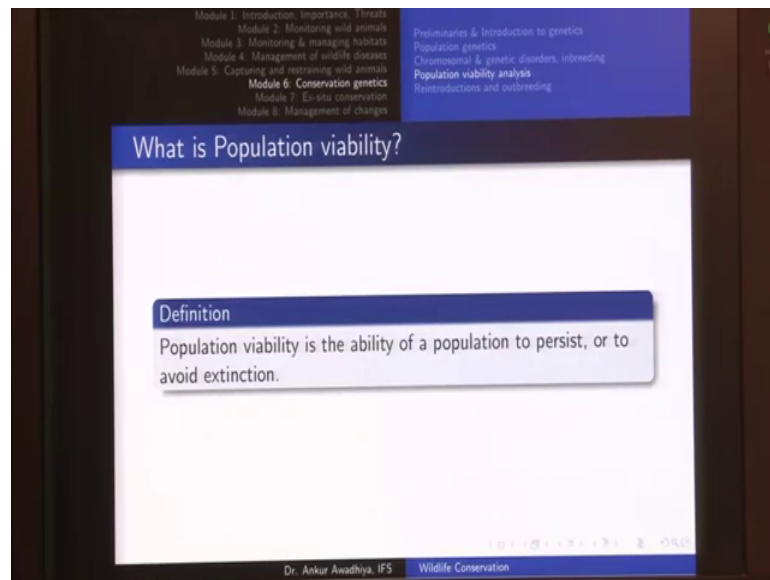 Module 1: Introduction, Importance, Threats
Module 2: Monitoring wild animals
Module 3: Monitoring & managing habitats
Module 4: Management of wildlife diseases
Module 5: Capturing and restraining wild animals
Module 6: Conservation genetics
Module 7: Ex-situ conservation
Module 8: Management of changes
Preliminaries & Introduction to genetics
Population genetics
Chromosomal & genetic disorders, inbreeding
Population viability analysis
Reintroductions and outbreeding
What is Population viability?
Definition
Population viability is the ability of a population to persist, or to
avoid extinction.
Dr. Ankur Awadhiya, IFS
Wildlife Conservation